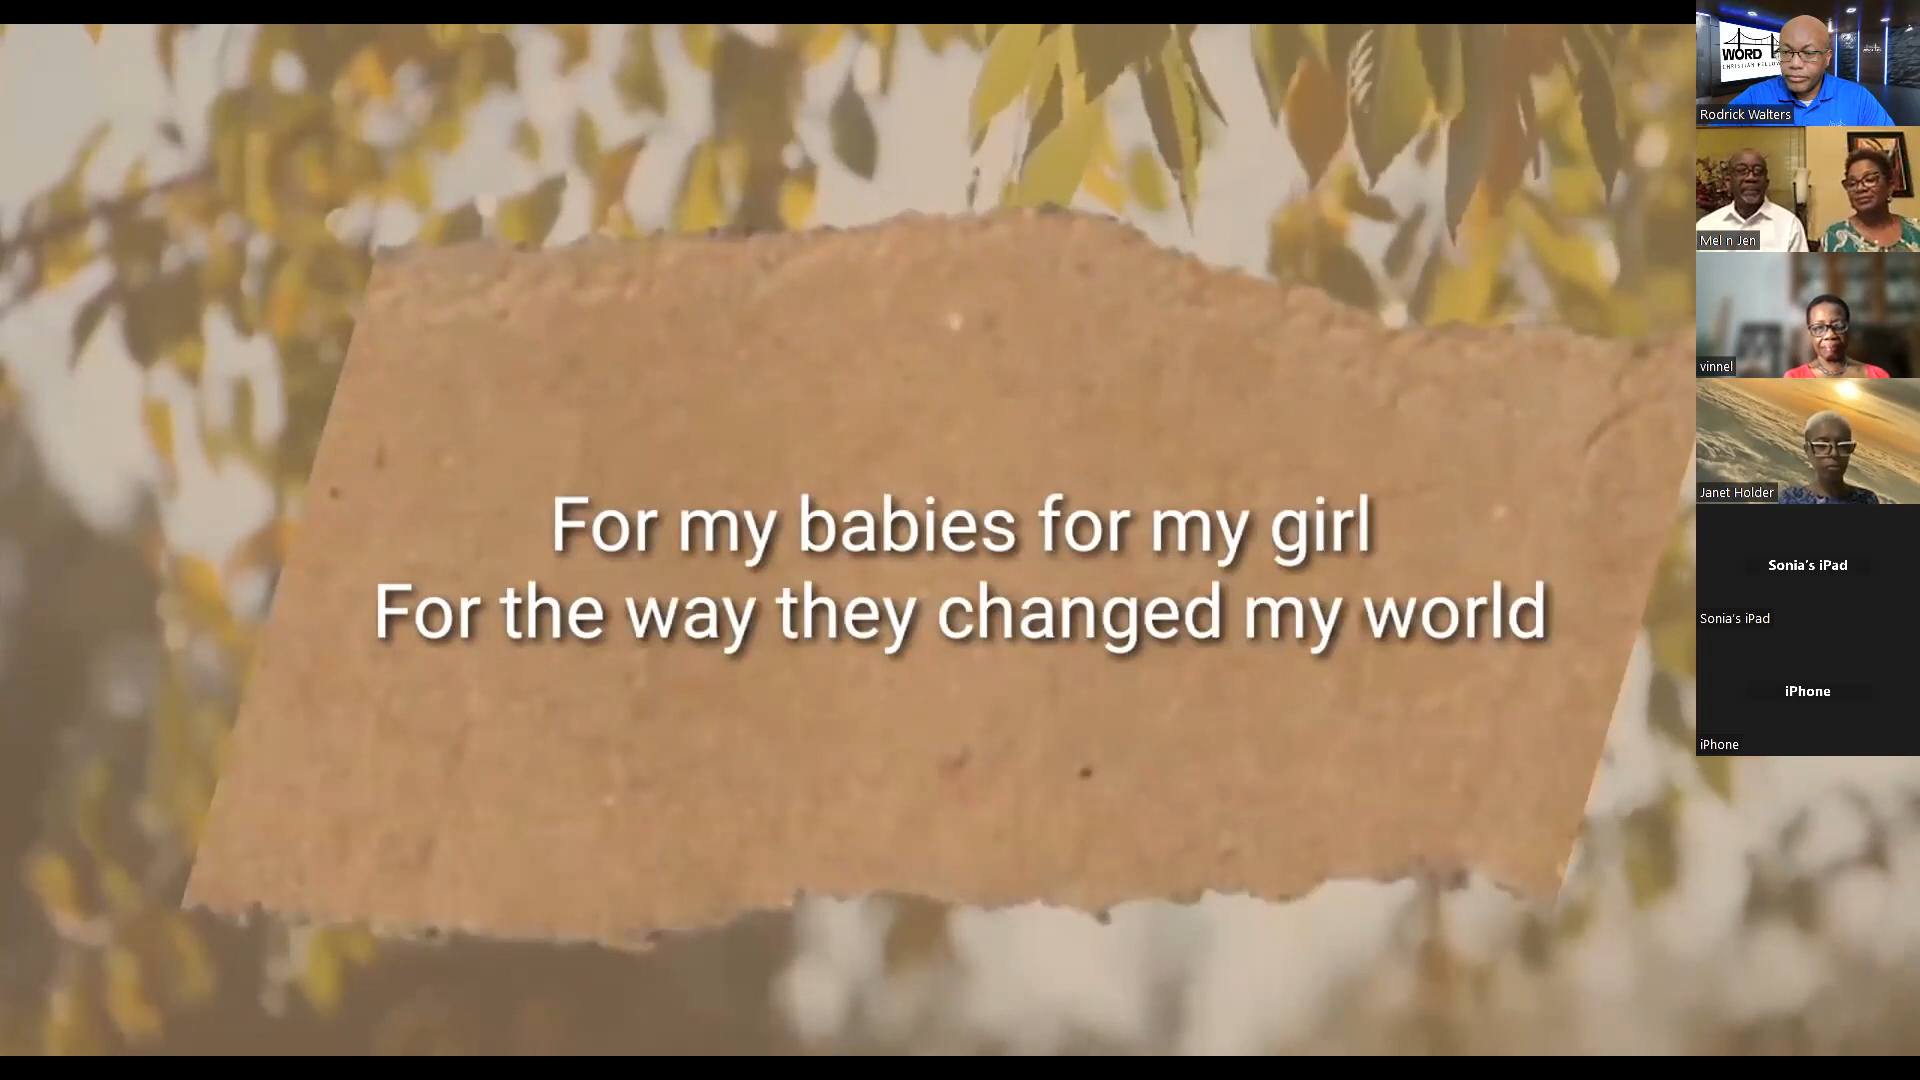 For my babies for my girl
For the way they changed my world
WORD
CHRISTIAN
Rodrick Walters
Mel n Jen
vinnel
Janet Holder
Sonia's iPad
Sonia's iPad
iPhone
iPhone